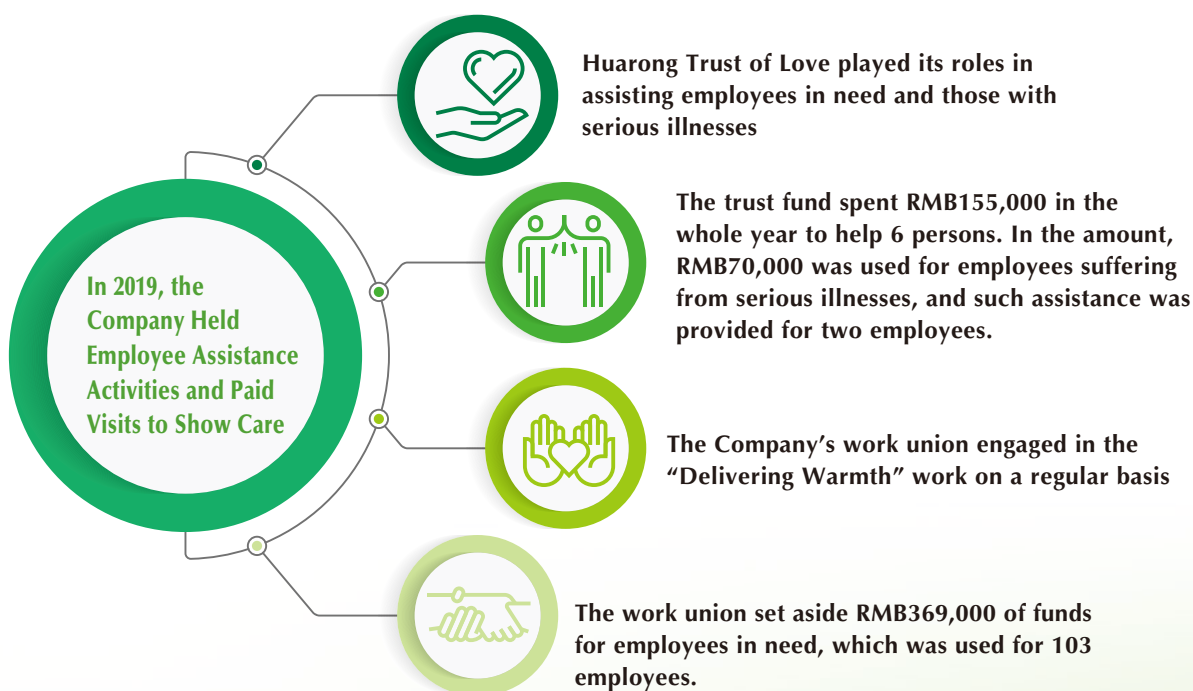 In 2019, the
Company Held
Employee Assistance
Activities and Paid
Visits to Show Care
Huarong Trust of Love played its roles in
assisting employees in need and those with
serious illnesses
The trust fund spent RMB155,000 in the
whole year to help 6 persons. In the amount,
RMB70,000 was used for employees suffering
from serious illnesses, and such assistance was
provided for two employees.
The Company’s work union engaged in the
“Delivering Warmth” work on a regular basis
The work union set aside RMB369,000 of funds
for employees in need, which was used for 103
employees.